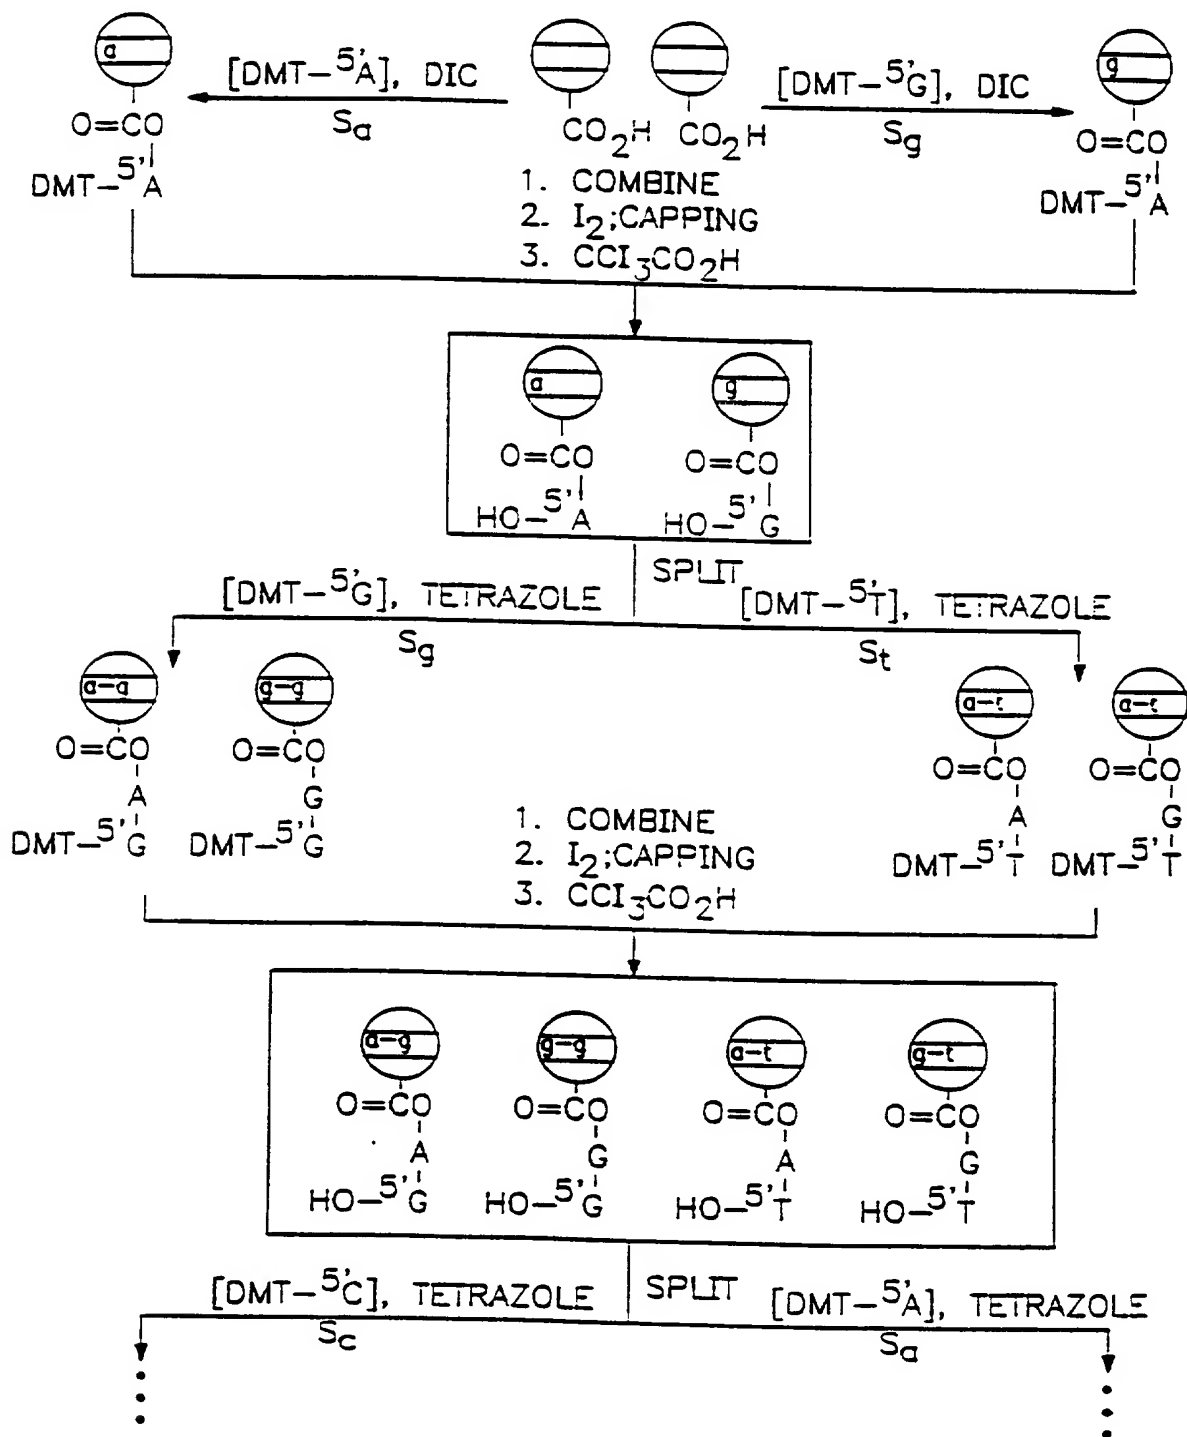 a
g
[DMT-5'A], DIC
[DMT-5'G], DIC
Sa
Sg
CO2H
CO2H
O=CO
O=CO
DMT-5'A
DMT-5'A
1. COMBINE
2. I2;CAPPING
3. CCl3CO2H
a
g
O=CO
O=CO
HO-5'A
HO-5'G
SPLIT
[DMT-5'G], TETRAZOLE
[DMT-5'T], TETRAZOLE
Sg
St
a-g
g-g
a-t
a-t
O=CO
O=CO
O=CO
O=CO
A
G
A
G
DMT-5'G
DMT-5'G
DMT-5'T
DMT-5'T
1. COMBINE
2. I2;CAPPING
3. CCl3CO2H
a-g
g-g
a-t
g-t
O=CO
O=CO
O=CO
O=CO
A
G
A
G
HO-5'G
HO-5'G
HO-5'T
HO-5'T
SPLIT
[DMT-5'C], TETRAZOLE
[DMT-5'A], TETRAZOLE
Sc
Sa